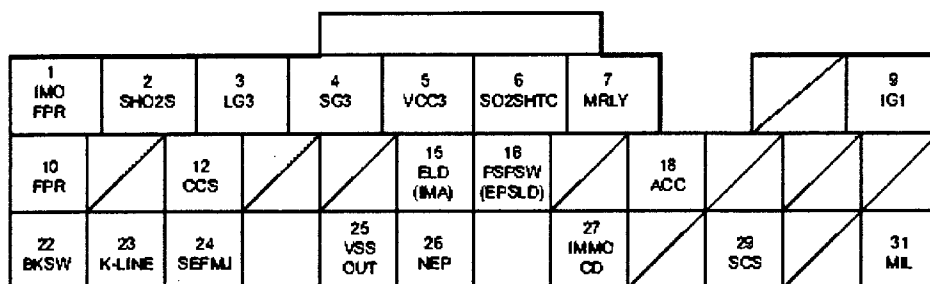 1
IMO
FPR
2
SHO2S
3
LG3
4
SG3
5
VCC3
6
SO2SHTC
7
MRLY
9
IG1
10
FPR
12
CCS
15
ELD
(IMA)
16
PSPSW
(EPSLD)
18
ACC
22
BKSW
23
K-LINE
24
SEFMJ
25
VSS
OUT
26
NEP
27
IMMO
CD
29
SCS
31
MIL